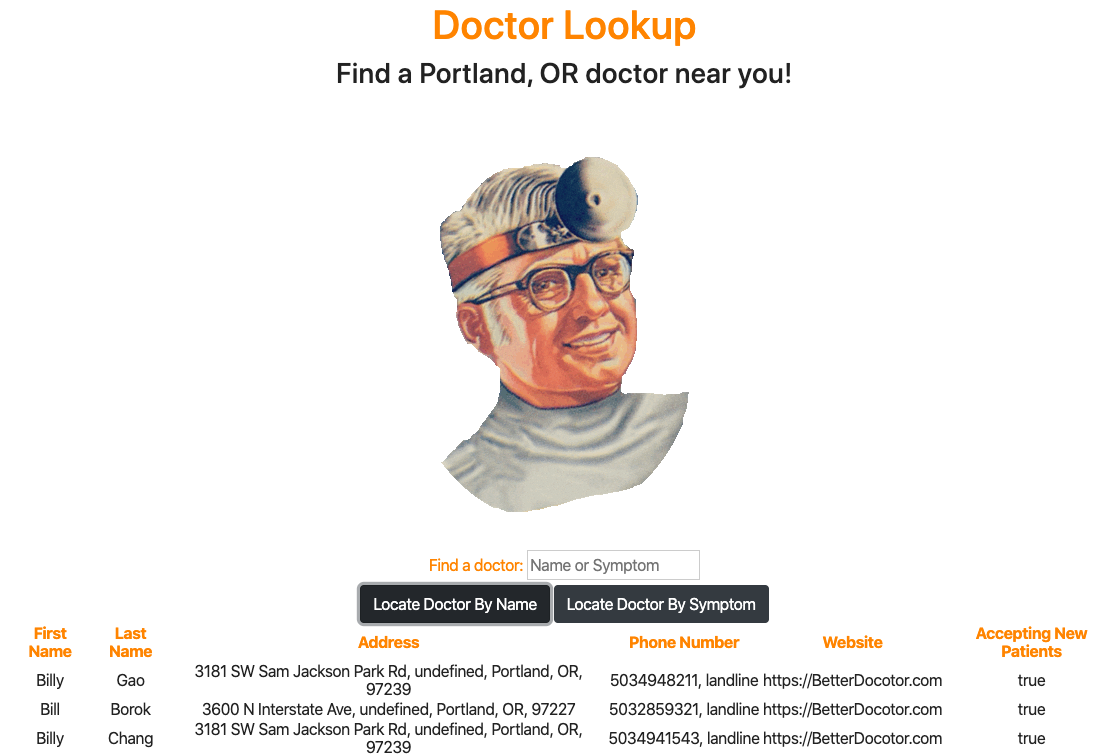 Doctor Lookup
Find a Portland, OR doctor near you!
Find a doctor: Name or Symptom
Locate Doctor By Name Locate Doctor By Symptom
First Name Last Name Address Phone Number Website Accepting New Patients
Billy Gao 3181 SW Sam Jackson Park Rd, undefined, Portland, OR, 97239 5034948211, landline https://BetterDocotor.com true
Bill Borok 3600 N Interstate Ave, undefined, Portland, OR, 97227 5032859321, landline https://BetterDocotor.com true
Billy Chang 3181 SW Sam Jackson Park Rd, undefined, Portland, OR, 97239 5034941543, landline https://BetterDocotor.com true